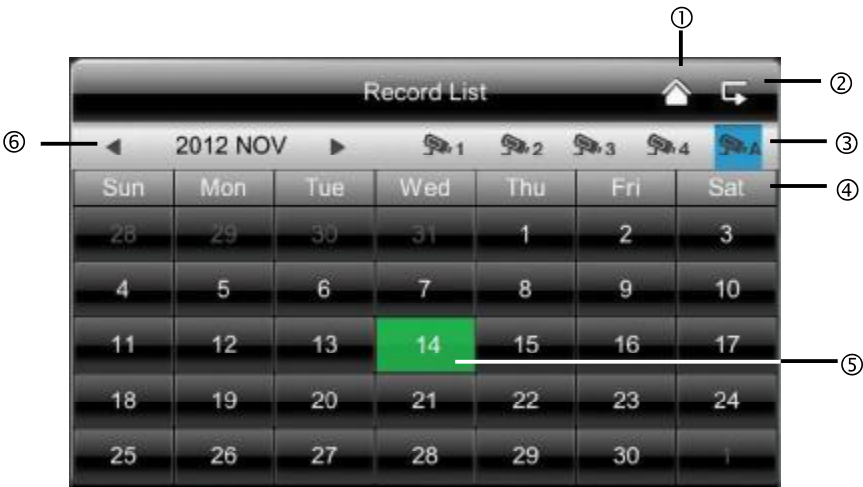 ①
Record List ②
⑥ 2012 NOV 1 2 3 4 A ③
Sun Mon Tue Wed Thu Fri Sat ④
28 29 30 31 1 2 3
4 5 6 7 8 9 10
11 12 13 14 15 16 17 ⑤
18 19 20 21 22 23 24
25 26 27 28 29 30 1